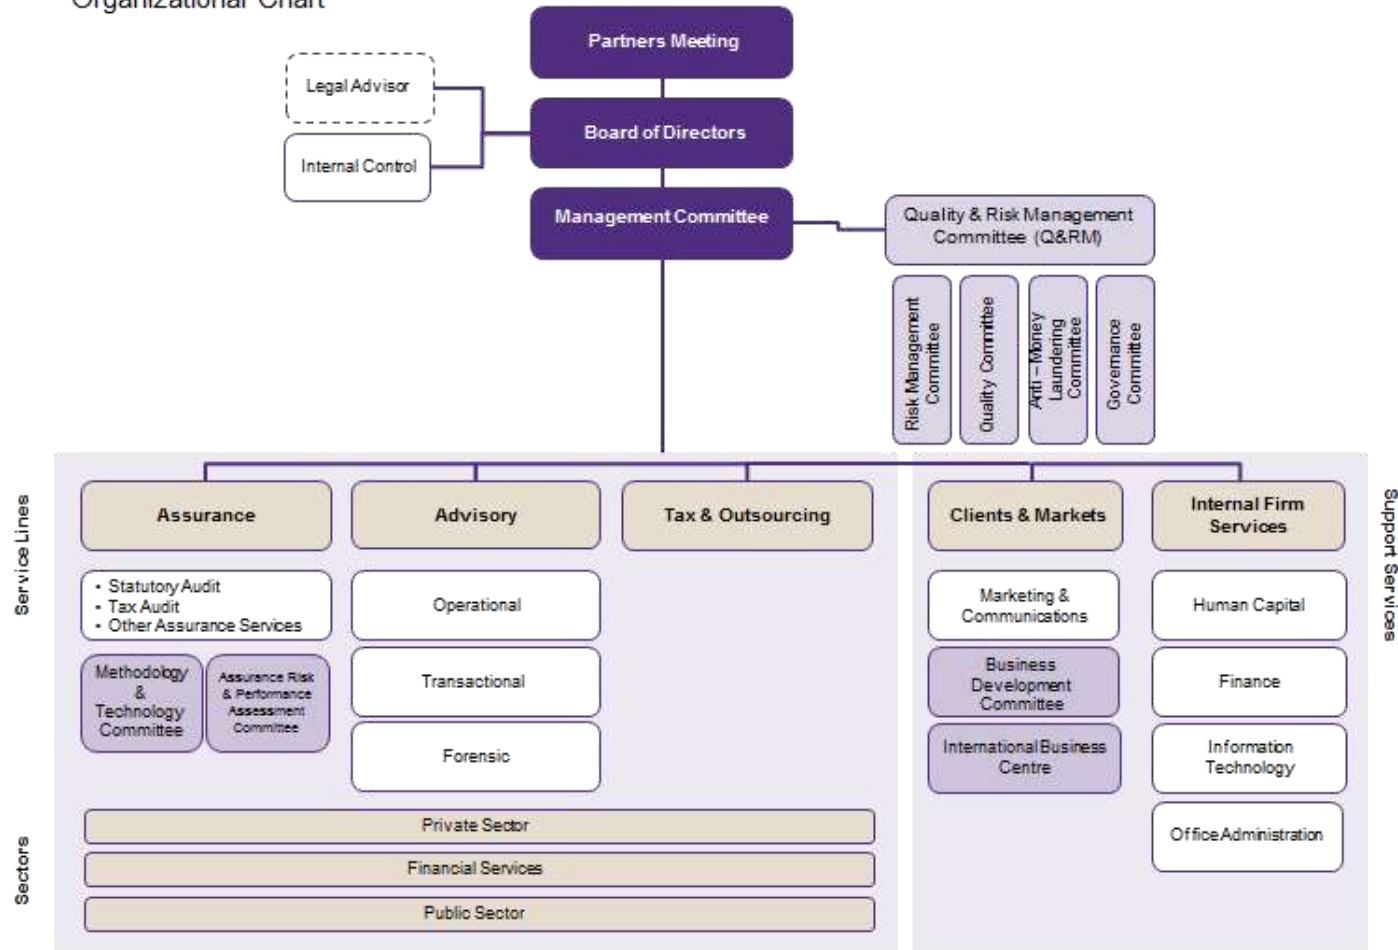 Organizational Chart
Partners Meeting
Legal Advisor
Board of Directors
Internal Control
Management Committee
Quality & Risk Management
Committee (Q&RM)
Risk Management
Committee
Quality Committee
Anti – Money
Laundering
Committee
Governance
Committee
Service Lines
Assurance
Advisory
Tax & Outsourcing
Clients & Markets
Internal Firm
Services
Support Services
• Statutory Audit
• Tax Audit
• Other Assurance Services
Methodology
&
Technology
Committee
Assurance Risk
& Performance
Assessment
Committee
Operational
Transactional
Forensic
Marketing &
Communications
Business
Development
Committee
International Business
Centre
Human Capital
Finance
Information
Technology
Office Administration
Sectors
Private Sector
Financial Services
Public Sector